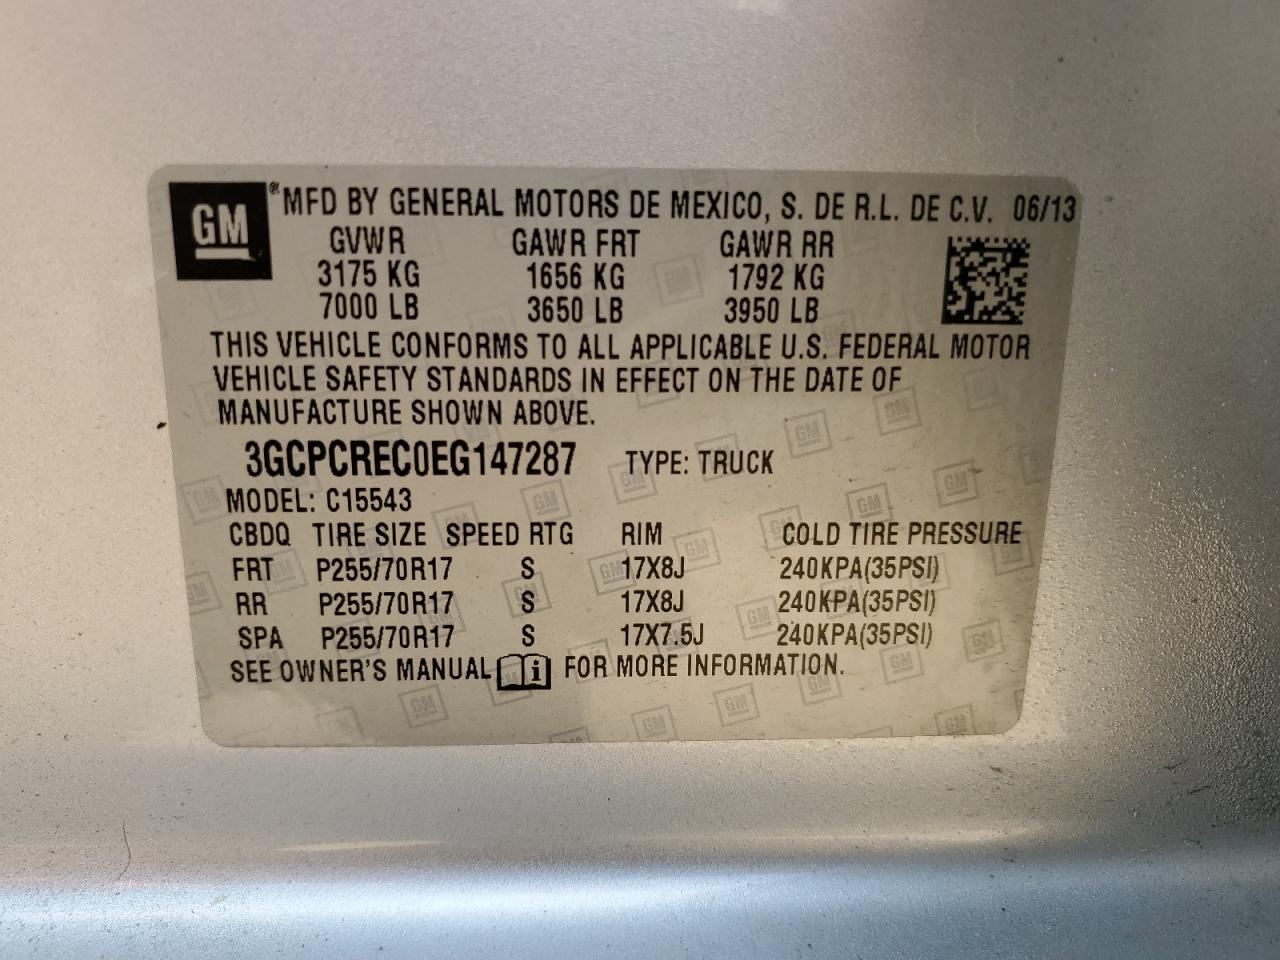 GM ® MFD BY GENERAL MOTORS DE MEXICO, S. DE R.L. DE C.V. 06/13
GVWR GAWR FRT GAWR RR
3175 KG 1656 KG 1792 KG
7000 LB 3650 LB 3950 LB
THIS VEHICLE CONFORMS TO ALL APPLICABLE U.S. FEDERAL MOTOR
VEHICLE SAFETY STANDARDS IN EFFECT ON THE DATE OF
MANUFACTURE SHOWN ABOVE.
3GCPCREC0EG147287 TYPE: TRUCK
MODEL: C15543
CBDQ TIRE SIZE SPEED RTG RIM COLD TIRE PRESSURE
FRT P255/70R17 S 17X8J 240KPA(35PSI)
RR P255/70R17 S 17X8J 240KPA(35PSI)
SPA P255/70R17 S 17X7.5J 240KPA(35PSI)
SEE OWNER'S MANUAL i FOR MORE INFORMATION.